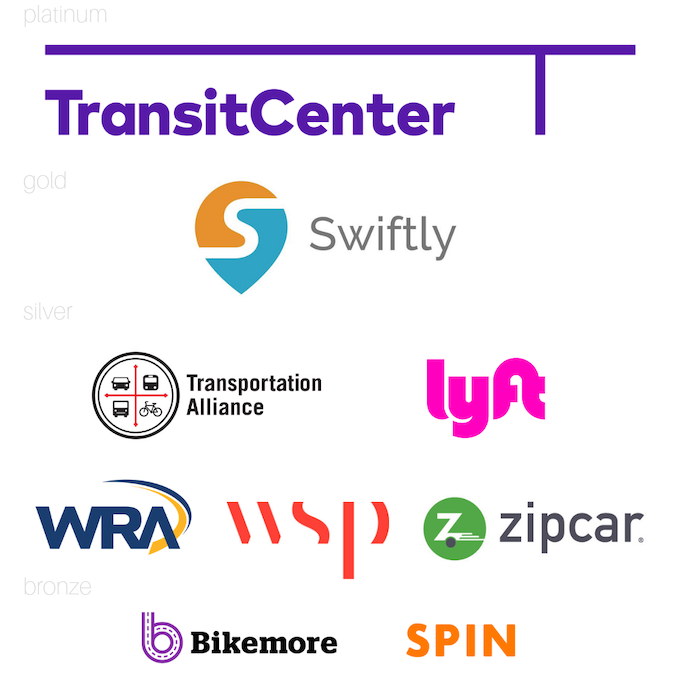 platinum
TransitCenter
gold
Swiftly
silver
Transportation
Alliance
lyft
WRA
wsp
zipcar®
bronze
Bikemore
SPIN